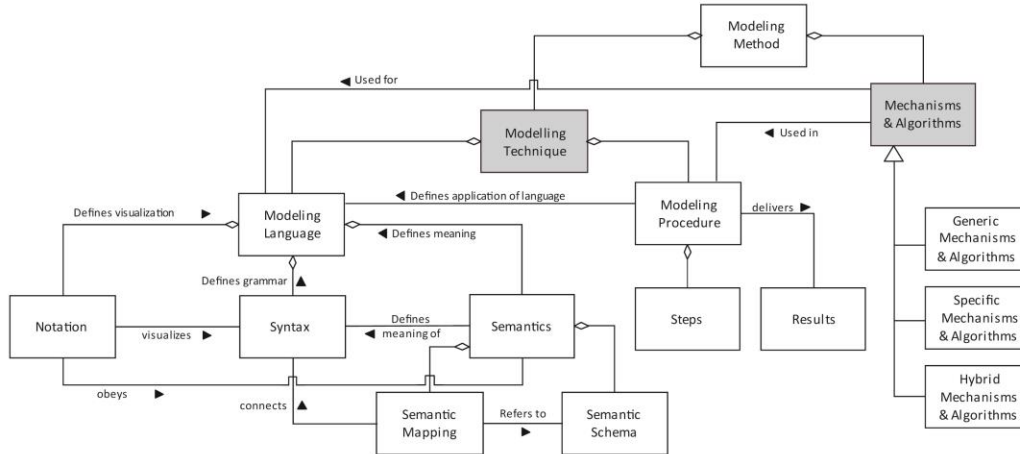 Modeling
Method
Used for
Mechanisms
& Algorithms
Modelling
Technique
Used in
Defines application of language
Modeling
Language
Defines visualization
Defines meaning
Modeling
Procedure
delivers
Generic
Mechanisms
& Algorithms
Defines grammar
Notation
visualizes
Syntax
Defines
meaning of
Semantics
Steps
Results
Specific
Mechanisms
& Algorithms
obeys
connects
Semantic
Mapping
Refers to
Semantic
Schema
Hybrid
Mechanisms
& Algorithms